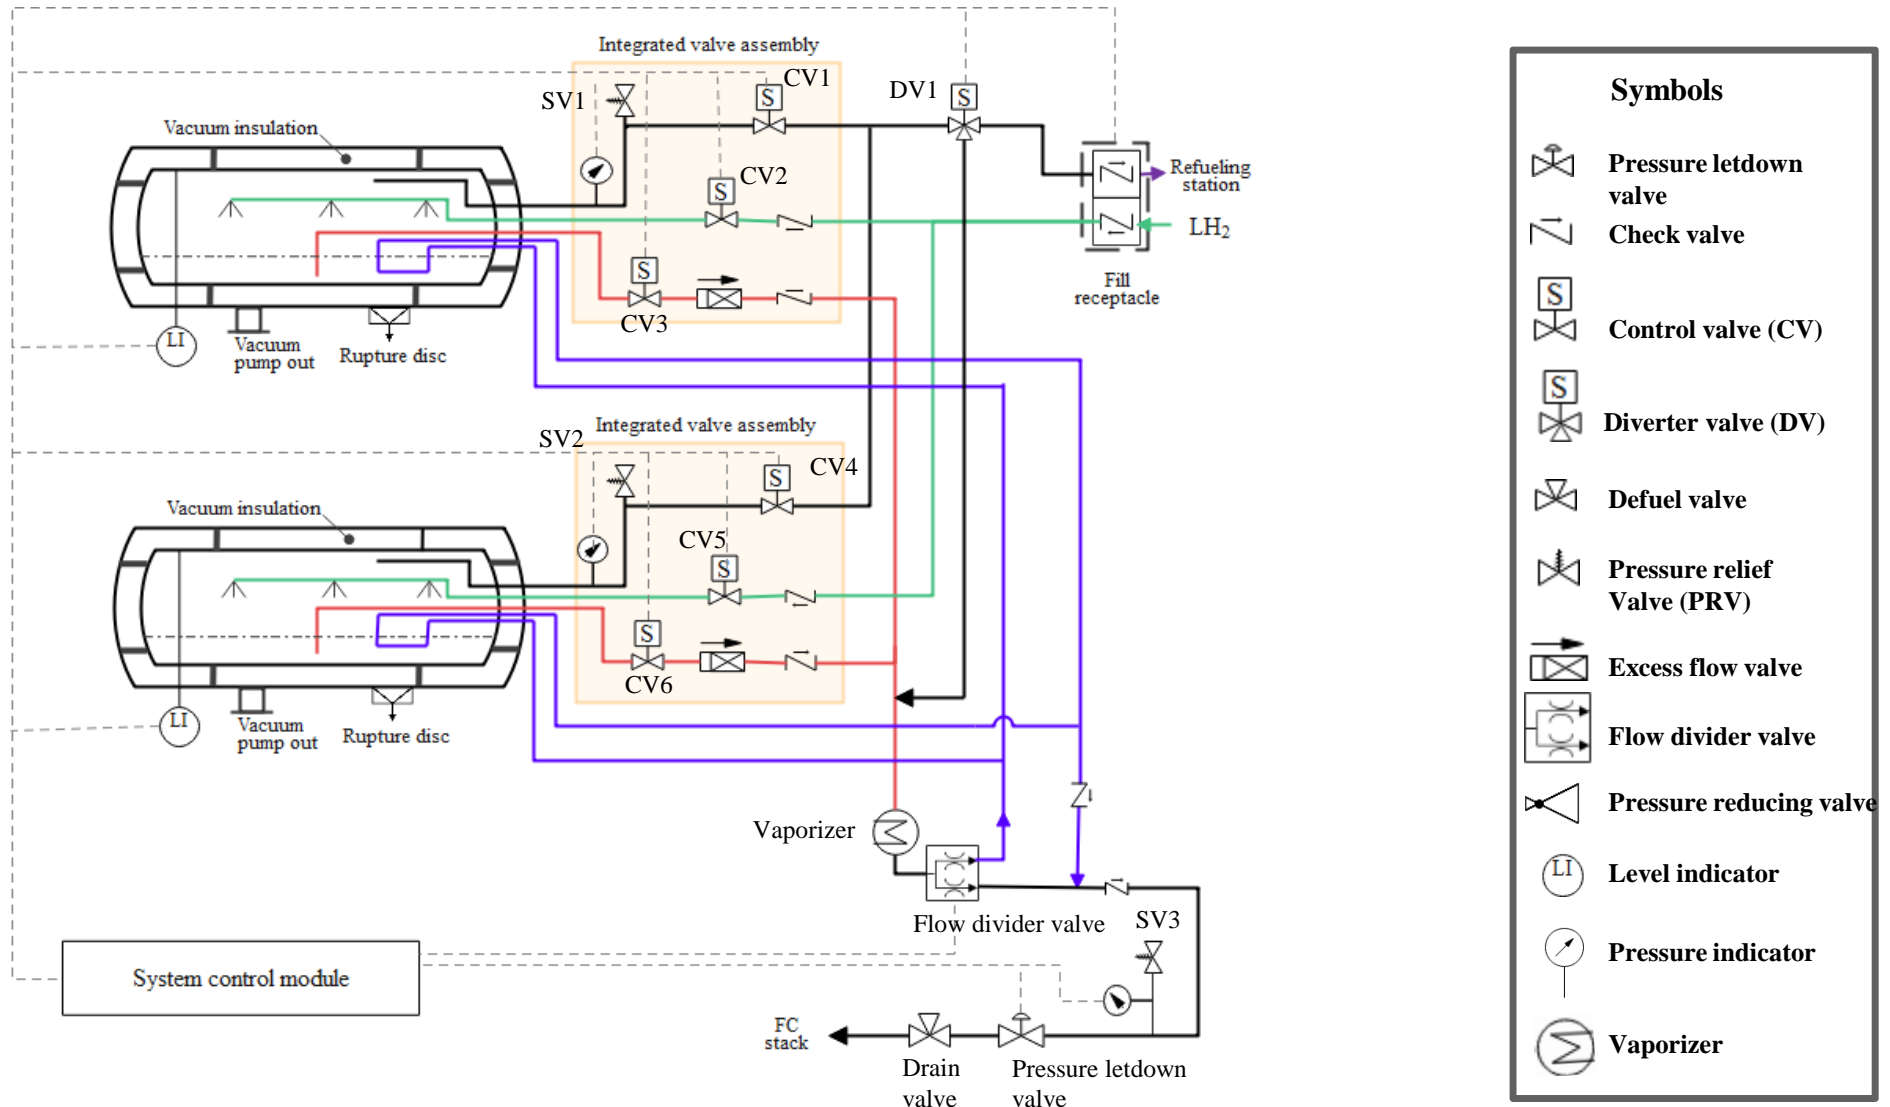 Integrated valve assembly
CV1
SV1
S
DV1
S
Vacuum insulation
CV2
S
Refueling
station
LH2
S
CV3
Fill
receptacle
LI
Vacuum
pump out
Rupture disc
Integrated valve assembly
SV2
CV4
S
Vacuum insulation
CV5
S
S
CV6
LI
Vacuum
pump out
Rupture disc
Vaporizer
Flow divider valve
SV3
System control module
FC
stack
Drain
valve
Pressure letdown
valve
Symbols
Pressure letdown
valve
Check valve
S
Control valve (CV)
S
Diverter valve (DV)
Defuel valve
Pressure relief
Valve (PRV)
Excess flow valve
Flow divider valve
Pressure reducing valve
LI
Level indicator
Pressure indicator
Vaporizer